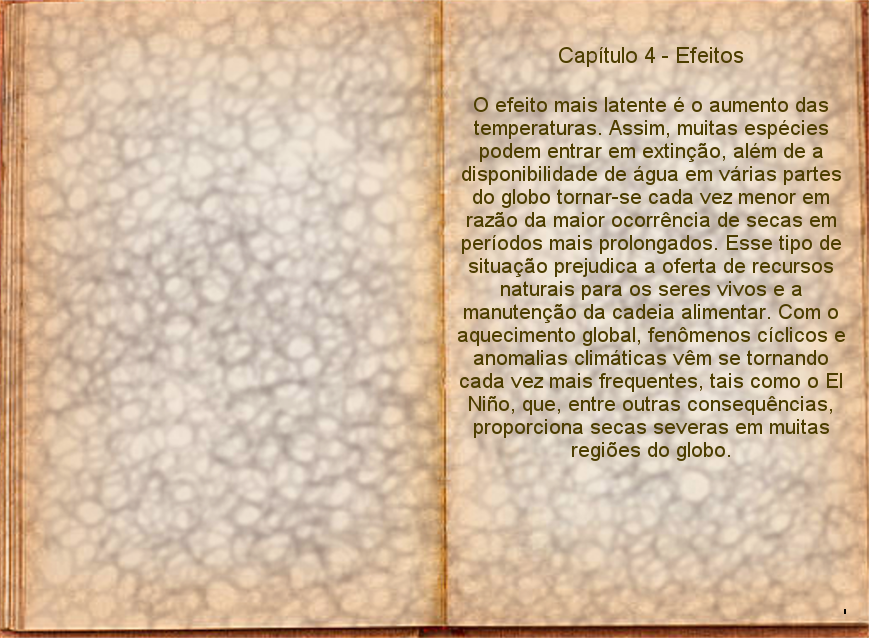 Capítulo 4 - Efeitos
O efeito mais latente é o aumento das
temperaturas. Assim, muitas espécies
podem entrar em extinção, além de a
disponibilidade de água em várias partes
do globo tornar-se cada vez menor em
razão da maior ocorrência de secas em
períodos mais prolongados. Esse tipo de
situação prejudica a oferta de recursos
naturais para os seres vivos e a
manutenção da cadeia alimentar. Com o
aquecimento global, fenômenos cíclicos e
anomalias climáticas vêm se tornando
cada vez mais frequentes, tais como o El
Niño, que, entre outras consequências,
proporciona secas severas em muitas
regiões do globo.